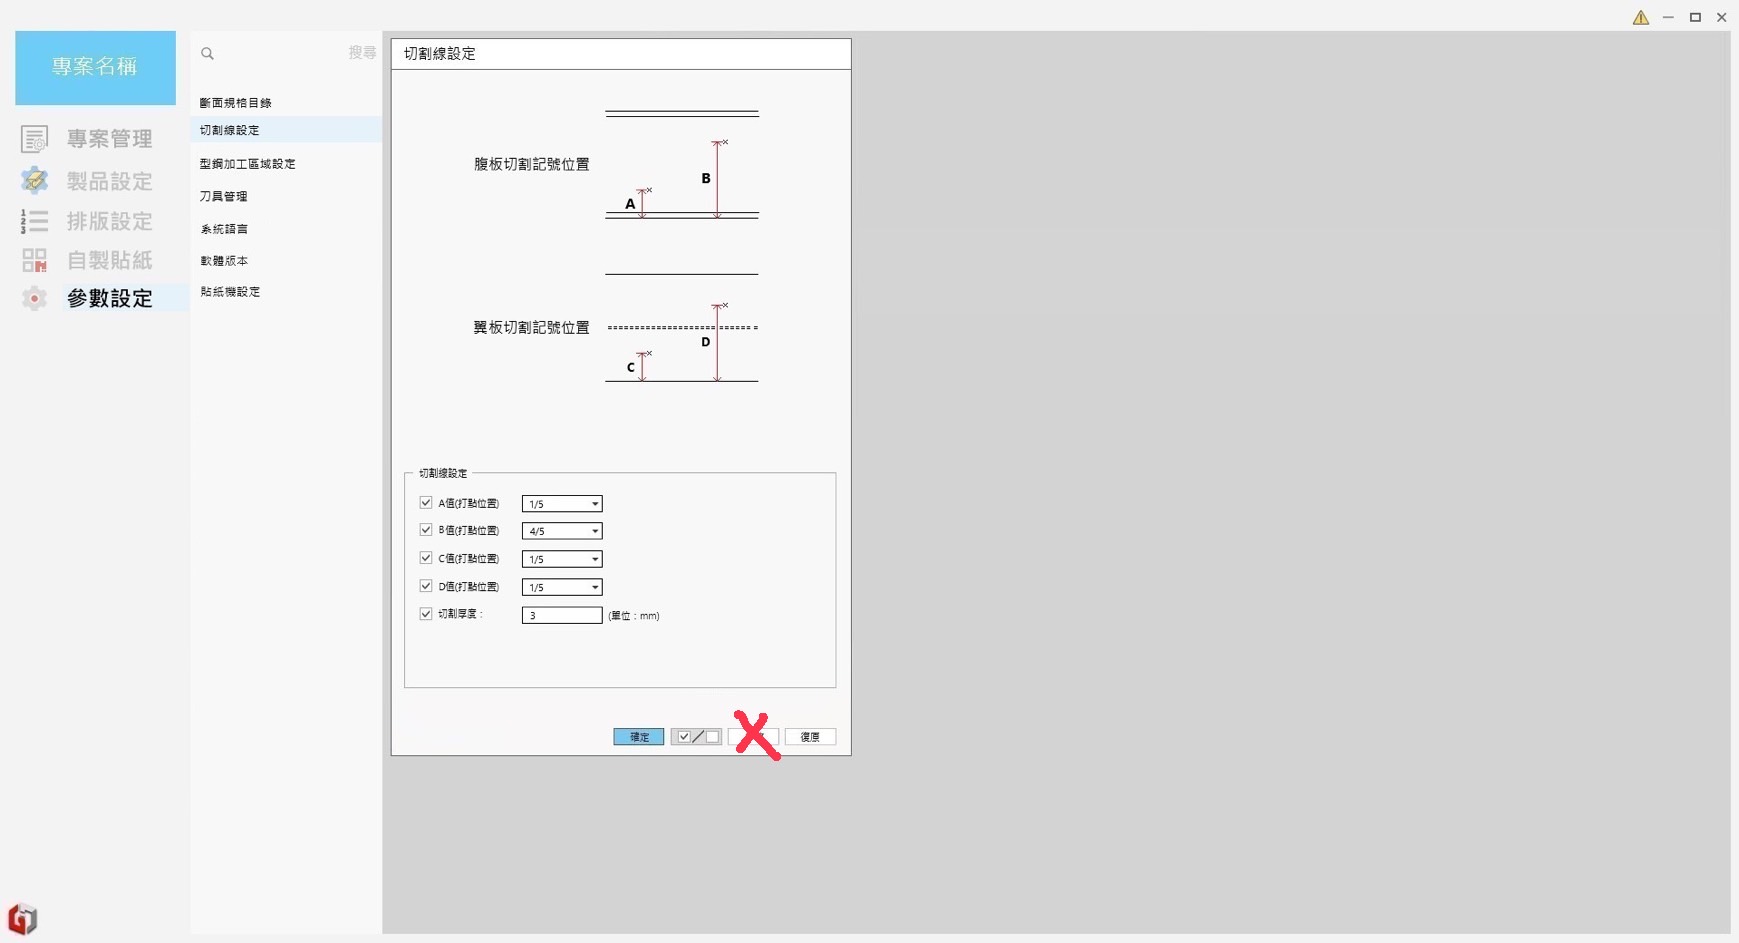 專案名稱
專案管理
製品設定
1
2
3
排版設定
自製貼紙
參數設定
搜尋
斷面規格目錄
切割線設定
型鋼加工區域設定
刀具管理
系統語言
軟體版本
貼紙機設定
切割線設定
腹板切割記號位置
B
A
翼板切割記號位置
D
C
切割線設定
A值(打點位置) 1/5
B值(打點位置) 4/5
C值(打點位置) 1/5
D值(打點位置) 1/5
切割厚度： 3 (單位：mm)
確定
復原